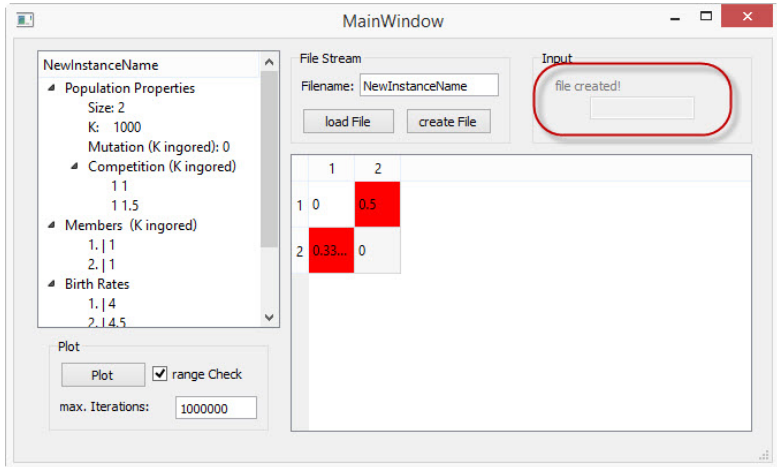 MainWindow
NewInstanceName
Population Properties
Size: 2
K: 1000
Mutation (K ingored): 0
Competition (K ingored)
1 1
1 1.5
Members (K ingored)
1. | 1
2. | 1
Birth Rates
1. | 4
2. | 4.5
File Stream
Filename: NewInstanceName
load File create File
Input
file created!
1 2
1 0 0.5
2 0.33... 0
Plot
Plot range Check
max. Iterations: 1000000